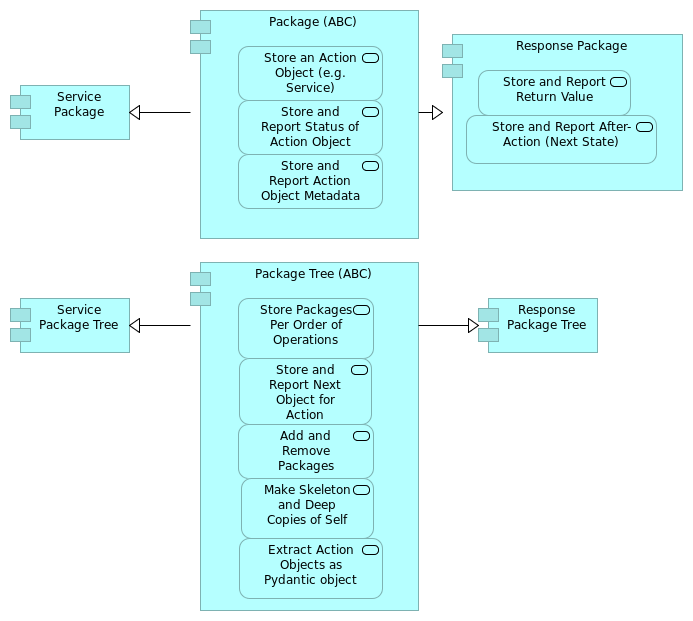 Package (ABC)
Store an Action
Object (e.g.
Service)
Store and
Report Status of
Action Object
Store and
Report Action
Object Metadata
Service
Package
Response Package
Store and Report
Return Value
Store and Report After-
Action (Next State)
Package Tree (ABC)
Store Packages
Per Order of
Operations
Store and
Report Next
Object for
Action
Add and
Remove
Packages
Make Skeleton
and Deep
Copies of Self
Extract Action
Objects as
Pydantic object
Service
Package Tree
Response
Package Tree